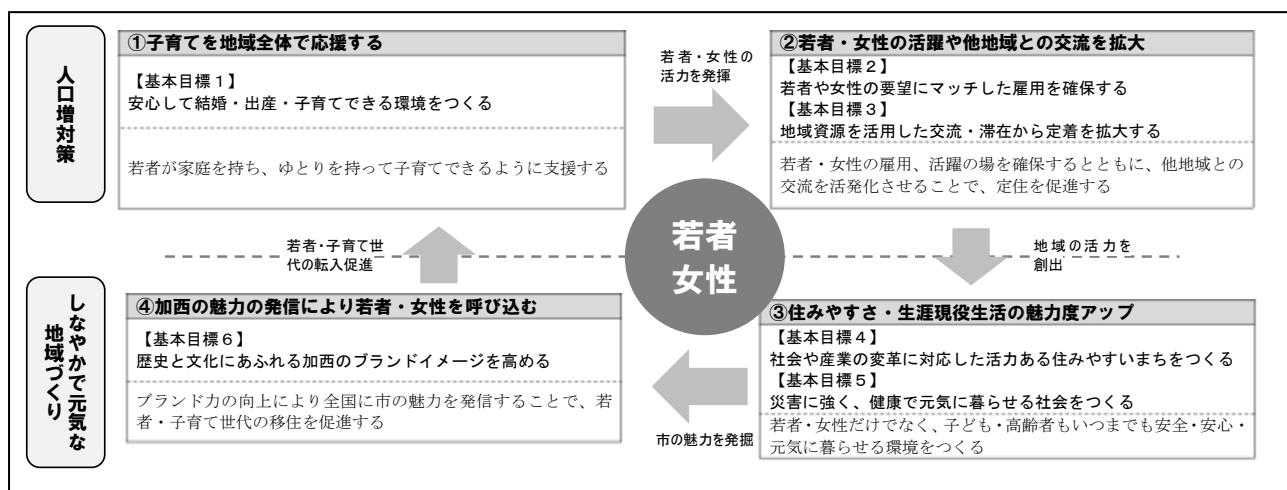 人口増対策
①子育てを地域全体で応援する
【基本目標１】
安心して結婚・出産・子育てできる環境をつくる
若者が家庭を持ち、ゆとりを持って子育てできるように支援する
若者・女性の
活力を発揮
②若者・女性の活躍や他地域との交流を拡大
【基本目標２】
若者や女性の要望にマッチした雇用を確保する
【基本目標３】
地域資源を活用した交流・滞在から定着を拡大する
若者・女性の雇用、活躍の場を確保するとともに、他地域との
交流を活発化させることで、定住を促進する
若者
女性
若者・子育て世
代の転入促進
地域の活力を
創出
しなやかで元気な
地域づくり
④加西の魅力の発信により若者・女性を呼び込む
【基本目標６】
歴史と文化にあふれる加西のブランドイメージを高める
ブランド力の向上により全国に市の魅力を発信することで、若
者・子育て世代の移住を促進する
市の魅力を発掘
③住みやすさ・生涯現役生活の魅力度アップ
【基本目標４】
社会や産業の変革に対応した活力ある住みやすいまちをつくる
【基本目標５】
災害に強く、健康で元気に暮らせる社会をつくる
若者・女性だけでなく、子ども・高齢者もいつまでも安全・安心・
元気に暮らせる環境をつくる